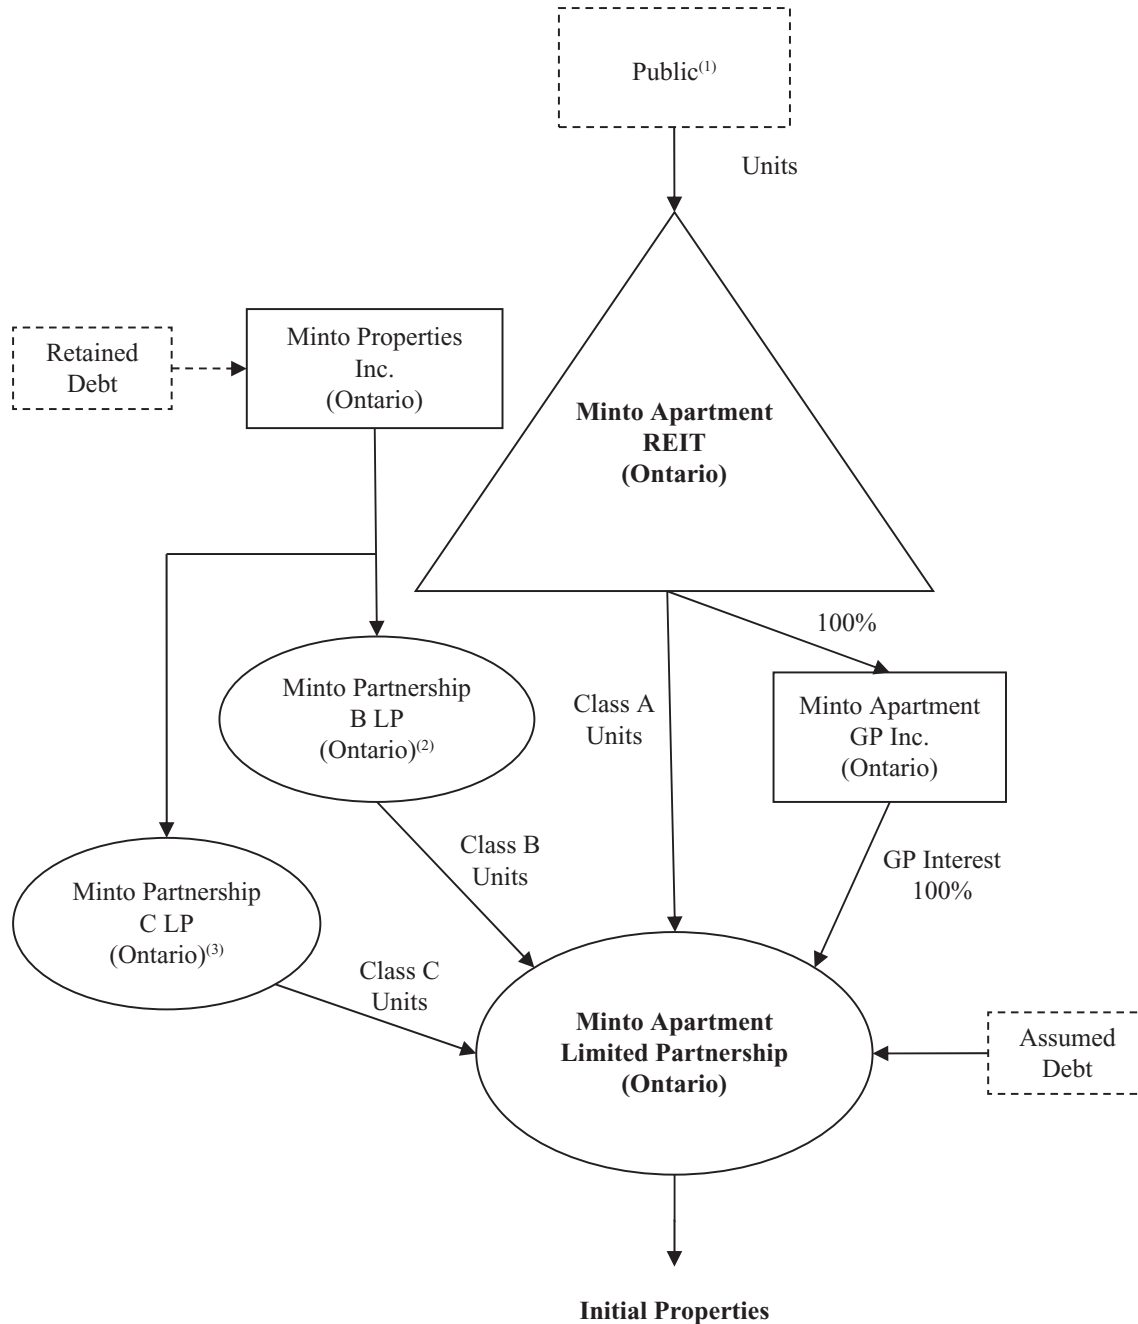 Public(1)
Units
Retained
Debt
Minto Properties
Inc.
(Ontario)
Minto Apartment
REIT
(Ontario)
100%
Minto Partnership
B LP
(Ontario)(2)
Class A
Units
Minto Apartment
GP Inc.
(Ontario)
Class B
Units
GP Interest
100%
Minto Partnership
C LP
(Ontario)(3)
Class C
Units
Minto Apartment
Limited Partnership
(Ontario)
Assumed
Debt
Initial Properties